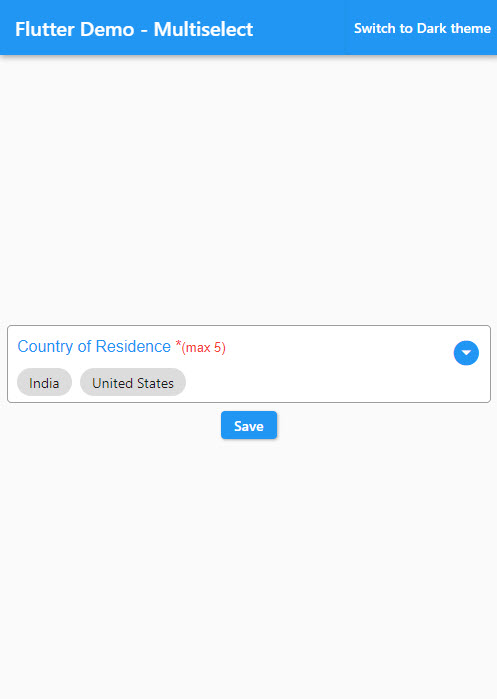 Flutter Demo - Multiselect Switch to Dark theme
Country of Residence *(max 5)
India United States
Save